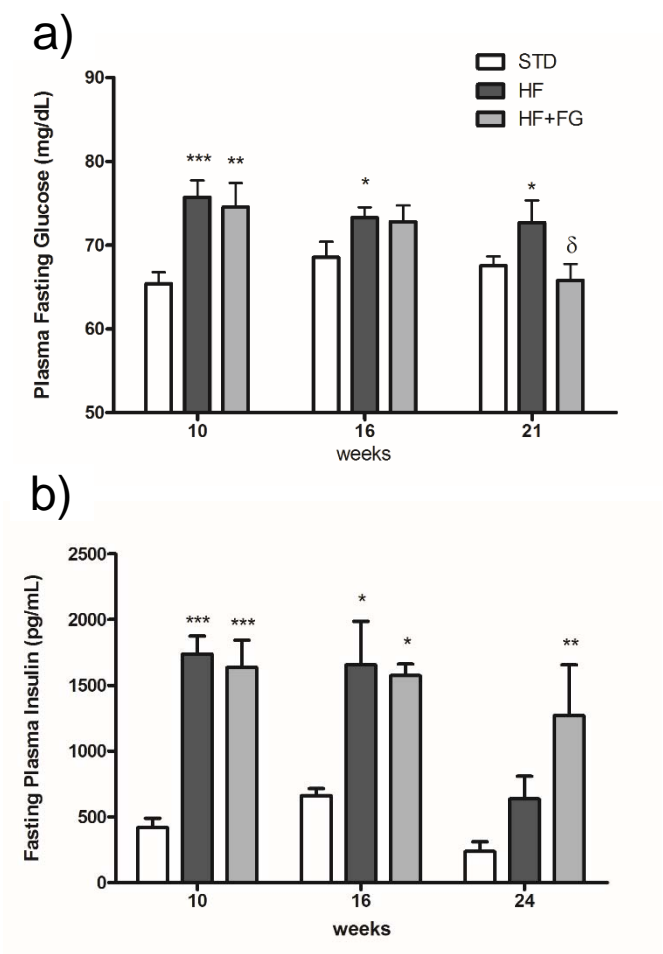 a)
STD
HF
HF+FG
Plasma Fasting Glucose (mg/dL)
90
80
70
60
50
*** **
*
* δ
10 16 21
weeks
b)
Fasting Plasma Insulin (pg/mL)
2500
2000
1500
1000
500
0
*** ***
* *
**
10 16 24
weeks